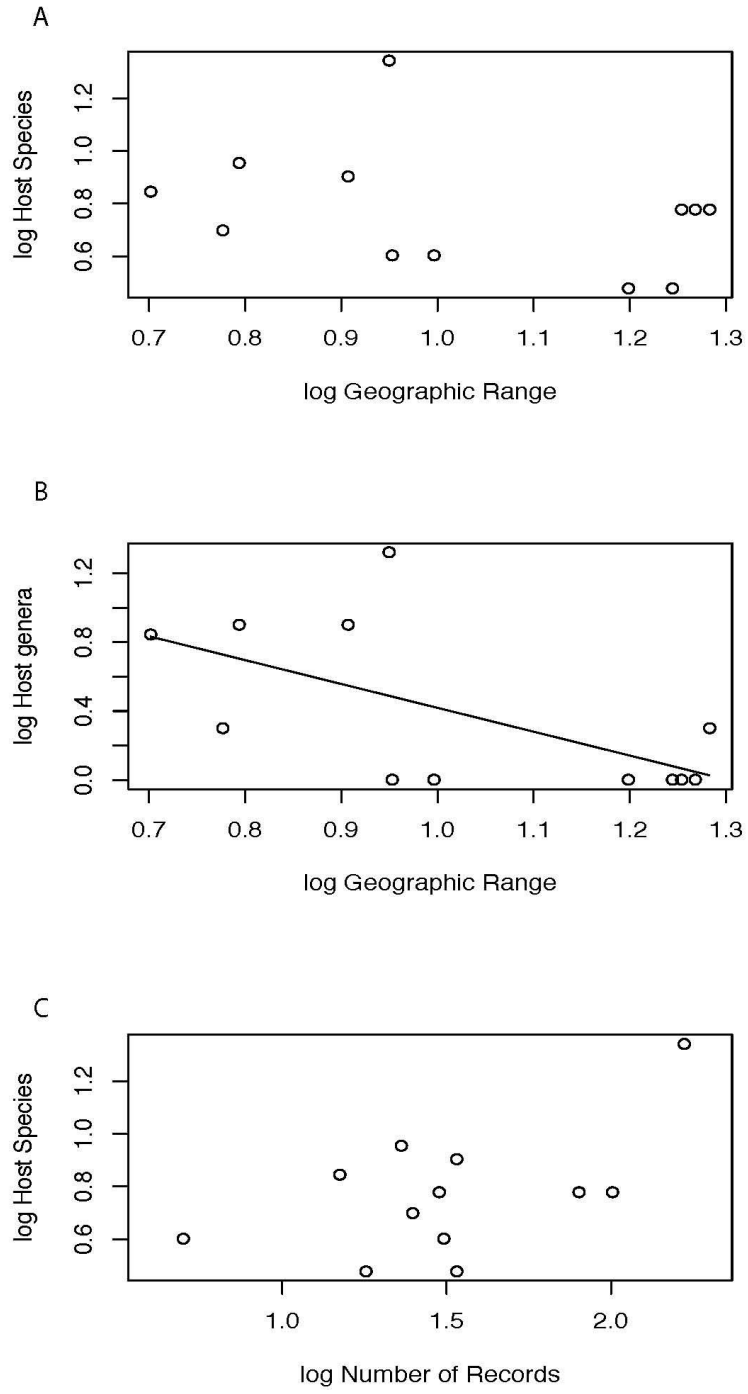 A
log Host Species
1.2
1.0
0.8
0.6
0.7 0.8 0.9 1.0 1.1 1.2 1.3
log Geographic Range
B
log Host genera
1.2
0.8
0.4
0.0
0.7 0.8 0.9 1.0 1.1 1.2 1.3
log Geographic Range
C
log Host Species
1.2
1.0
0.8
0.6
1.0 1.5 2.0
log Number of Records